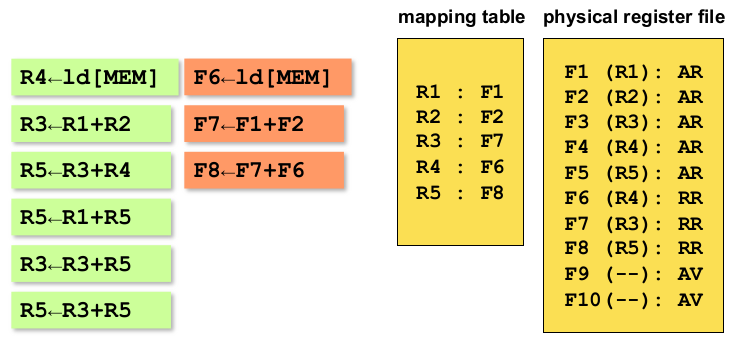 mapping table
physical register file
R4←ld[MEM]
F6←ld[MEM]
R3←R1+R2
F7←F1+F2
R5←R3+R4
F8←F7+F6
R5←R1+R5
R3←R3+R5
R5←R3+R5
R1 : F1
R2 : F2
R3 : F7
R4 : F6
R5 : F8
F1 (R1): AR
F2 (R2): AR
F3 (R3): AR
F4 (R4): AR
F5 (R5): AR
F6 (R4): RR
F7 (R3): RR
F8 (R5): RR
F9 (--): AV
F10(--): AV